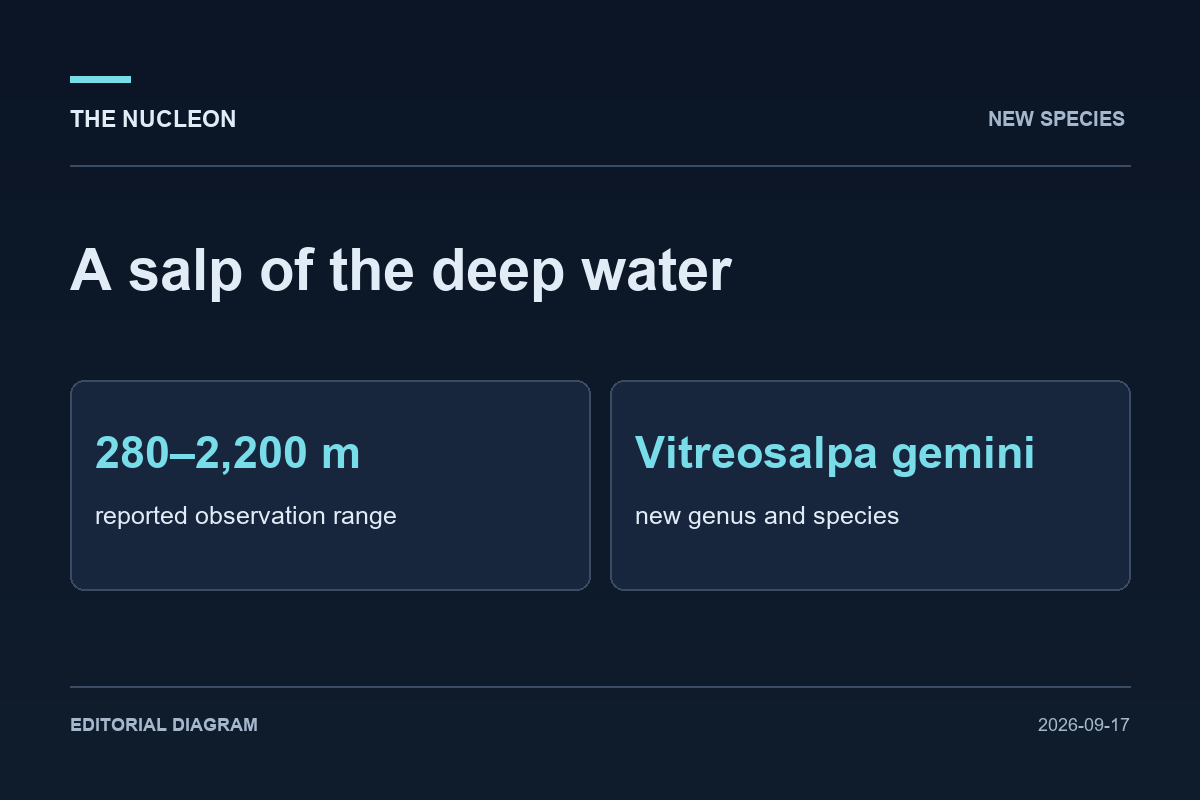 THE NUCLEON
NEW SPECIES
A salp of the deep water
280–2,200 m
reported observation range
Vitreosalpa gemini
new genus and species
EDITORIAL DIAGRAM
2026-09-17